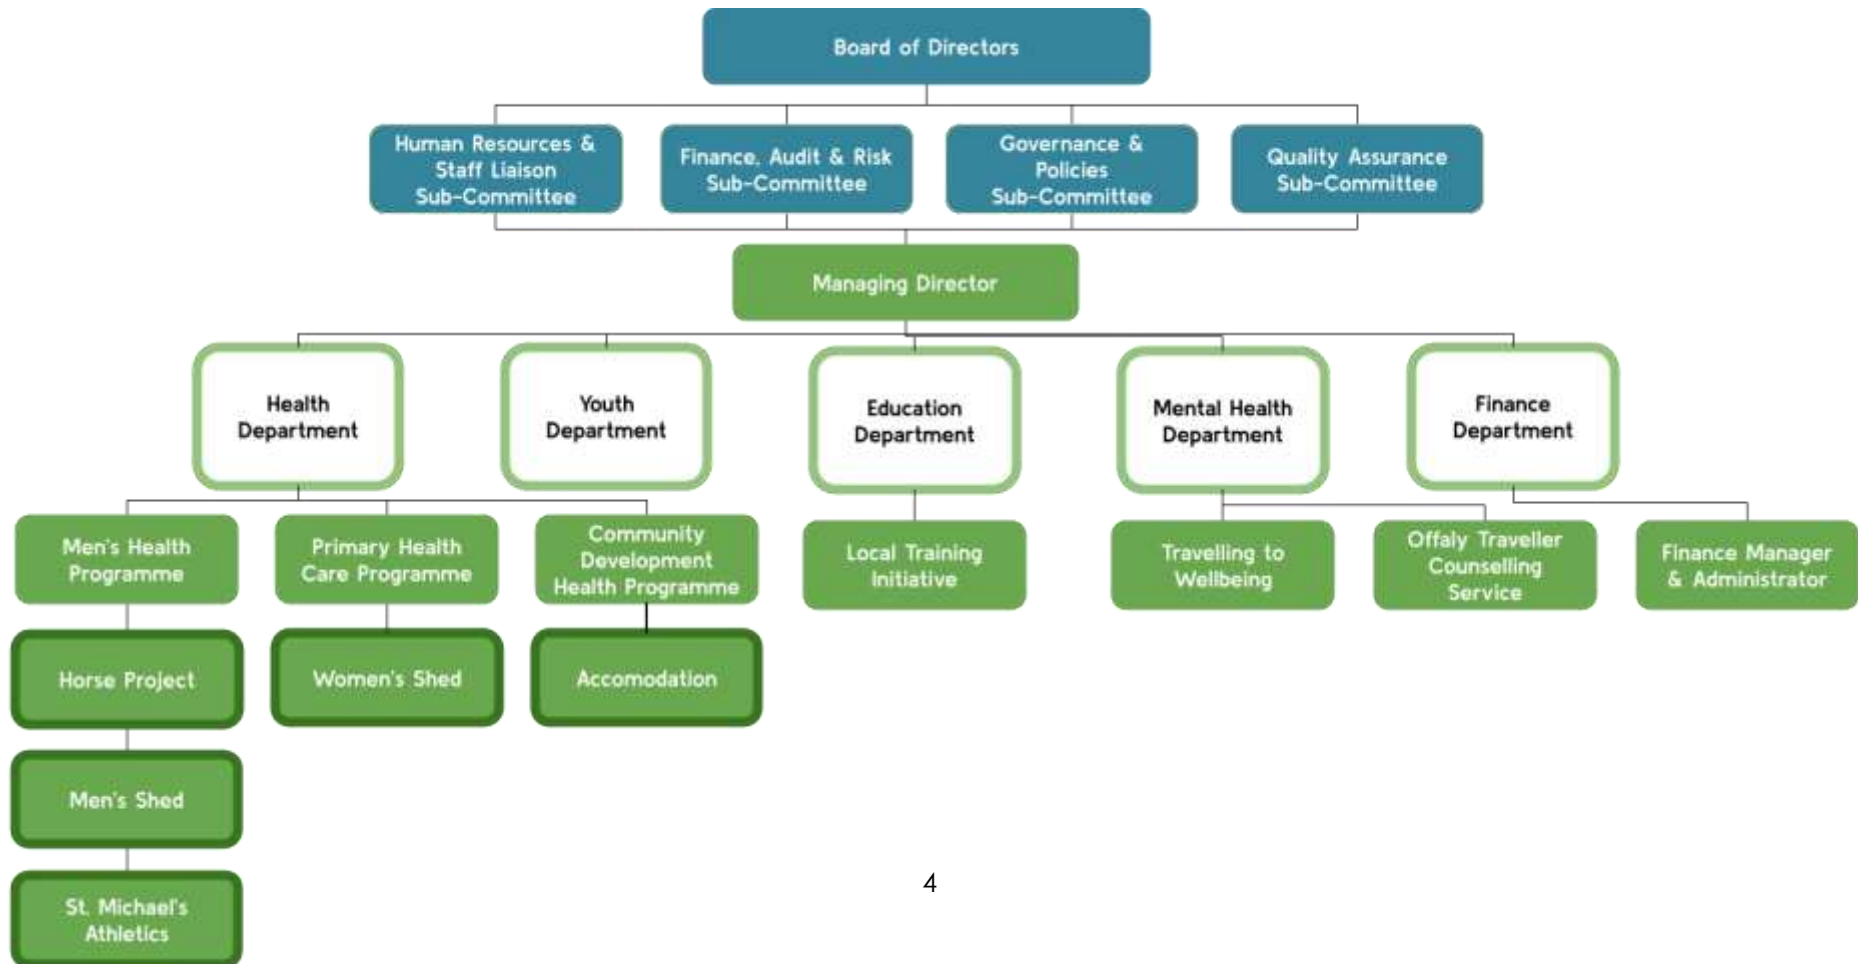 Board of Directors
Human Resources &
Staff Liaison
Sub-Committee
Finance, Audit & Risk
Sub-Committee
Governance &
Policies
Sub-Committee
Quality Assurance
Sub-Committee
Managing Director
Health
Department
Youth
Department
Education
Department
Mental Health
Department
Finance
Department
Men's Health
Programme
Primary Health
Care Programme
Community
Development
Health Programme
Local Training
Initiative
Travelling to
Wellbeing
Offaly Traveller
Counselling
Service
Finance Manager
& Administrator
Horse Project
Women's Shed
Accomodation
Men's Shed
St. Michael's
Athletics
4